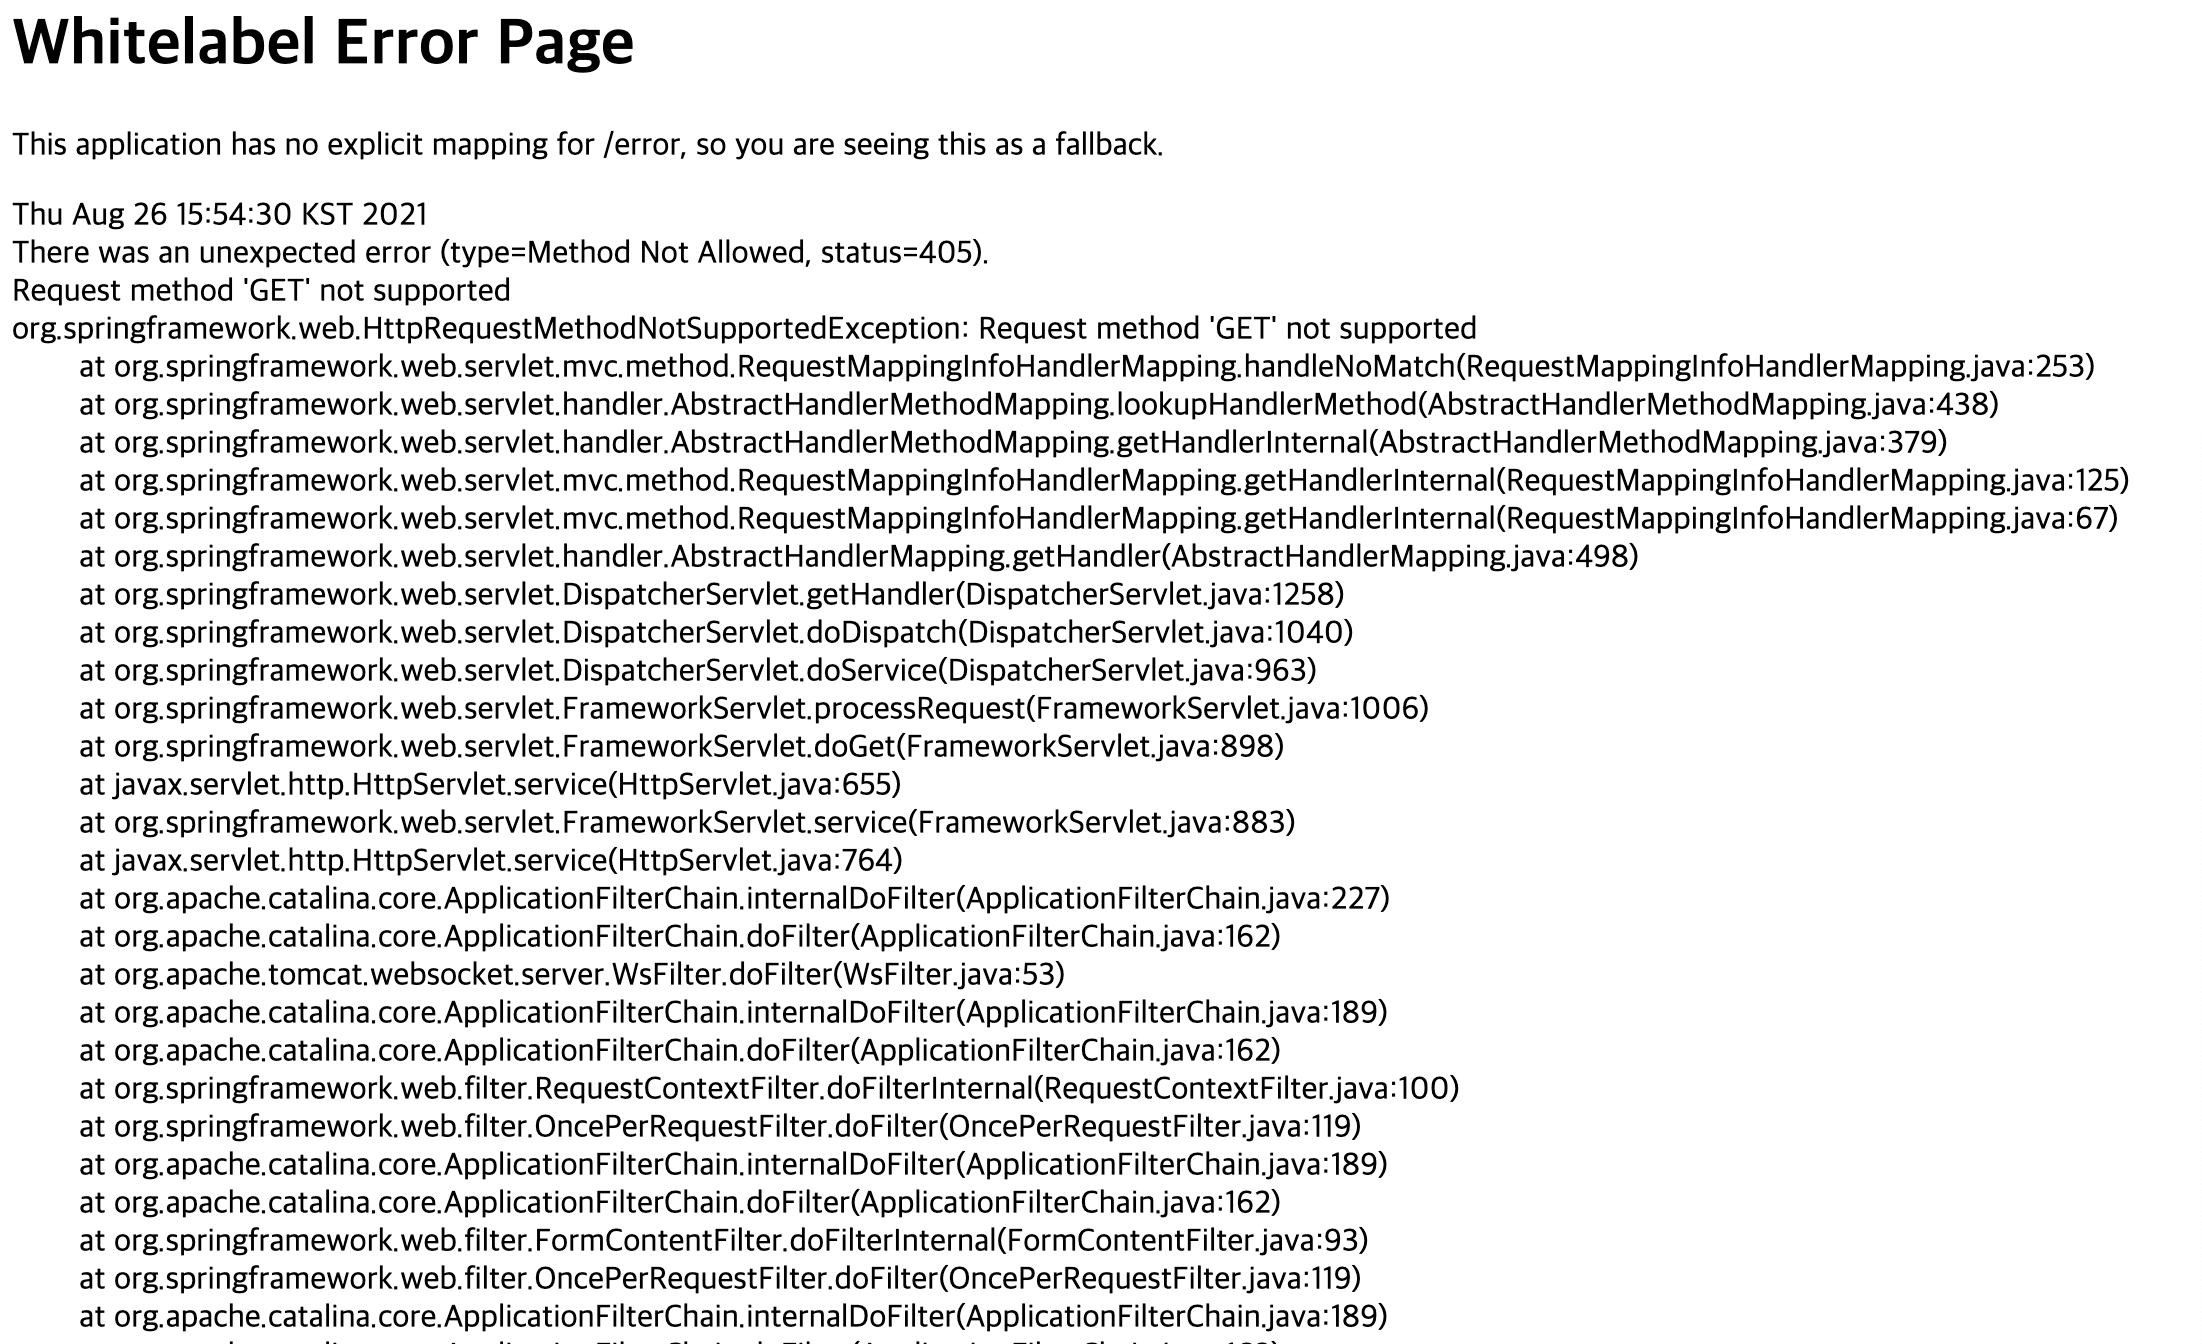 Whitelabel Error Page
This application has no explicit mapping for /error, so you are seeing this as a fallback.
Thu Aug 26 15:54:30 KST 2021
There was an unexpected error (type=Method Not Allowed, status=405).
Request method 'GET' not supported
org.springframework.web.HttpRequestMethodNotSupportedException: Request method 'GET' not supported
at org.springframework.web.servlet.mvc.method.RequestMappingInfoHandlerMapping.handleNoMatch(RequestMappingInfoHandlerMapping.java:253)
at org.springframework.web.servlet.handler.AbstractHandlerMethodMapping.lookupHandlerMethod(AbstractHandlerMethodMapping.java:438)
at org.springframework.web.servlet.handler.AbstractHandlerMethodMapping.getHandlerInternal(AbstractHandlerMethodMapping.java:379)
at org.springframework.web.servlet.mvc.method.RequestMappingInfoHandlerMapping.getHandlerInternal(RequestMappingInfoHandlerMapping.java:125)
at org.springframework.web.servlet.mvc.method.RequestMappingInfoHandlerMapping.getHandlerInternal(RequestMappingInfoHandlerMapping.java:67)
at org.springframework.web.servlet.handler.AbstractHandlerMapping.getHandler(AbstractHandlerMapping.java:498)
at org.springframework.web.servlet.DispatcherServlet.getHandler(DispatcherServlet.java:1258)
at org.springframework.web.servlet.DispatcherServlet.doDispatch(DispatcherServlet.java:1040)
at org.springframework.web.servlet.DispatcherServlet.doService(DispatcherServlet.java:963)
at org.springframework.web.servlet.FrameworkServlet.processRequest(FrameworkServlet.java:1006)
at org.springframework.web.servlet.FrameworkServlet.doGet(FrameworkServlet.java:898)
at javax.servlet.http.HttpServlet.service(HttpServlet.java:655)
at org.springframework.web.servlet.FrameworkServlet.service(FrameworkServlet.java:883)
at javax.servlet.http.HttpServlet.service(HttpServlet.java:764)
at org.apache.catalina.core.ApplicationFilterChain.internalDoFilter(ApplicationFilterChain.java:227)
at org.apache.catalina.core.ApplicationFilterChain.doFilter(ApplicationFilterChain.java:162)
at org.apache.tomcat.websocket.server.WsFilter.doFilter(WsFilter.java:53)
at org.apache.catalina.core.ApplicationFilterChain.internalDoFilter(ApplicationFilterChain.java:189)
at org.apache.catalina.core.ApplicationFilterChain.doFilter(ApplicationFilterChain.java:162)
at org.springframework.web.filter.RequestContextFilter.doFilterInternal(RequestContextFilter.java:100)
at org.springframework.web.filter.OncePerRequestFilter.doFilter(OncePerRequestFilter.java:119)
at org.apache.catalina.core.ApplicationFilterChain.internalDoFilter(ApplicationFilterChain.java:189)
at org.apache.catalina.core.ApplicationFilterChain.doFilter(ApplicationFilterChain.java:162)
at org.springframework.web.filter.FormContentFilter.doFilterInternal(FormContentFilter.java:93)
at org.springframework.web.filter.OncePerRequestFilter.doFilter(OncePerRequestFilter.java:119)
at org.apache.catalina.core.ApplicationFilterChain.internalDoFilter(ApplicationFilterChain.java:189)